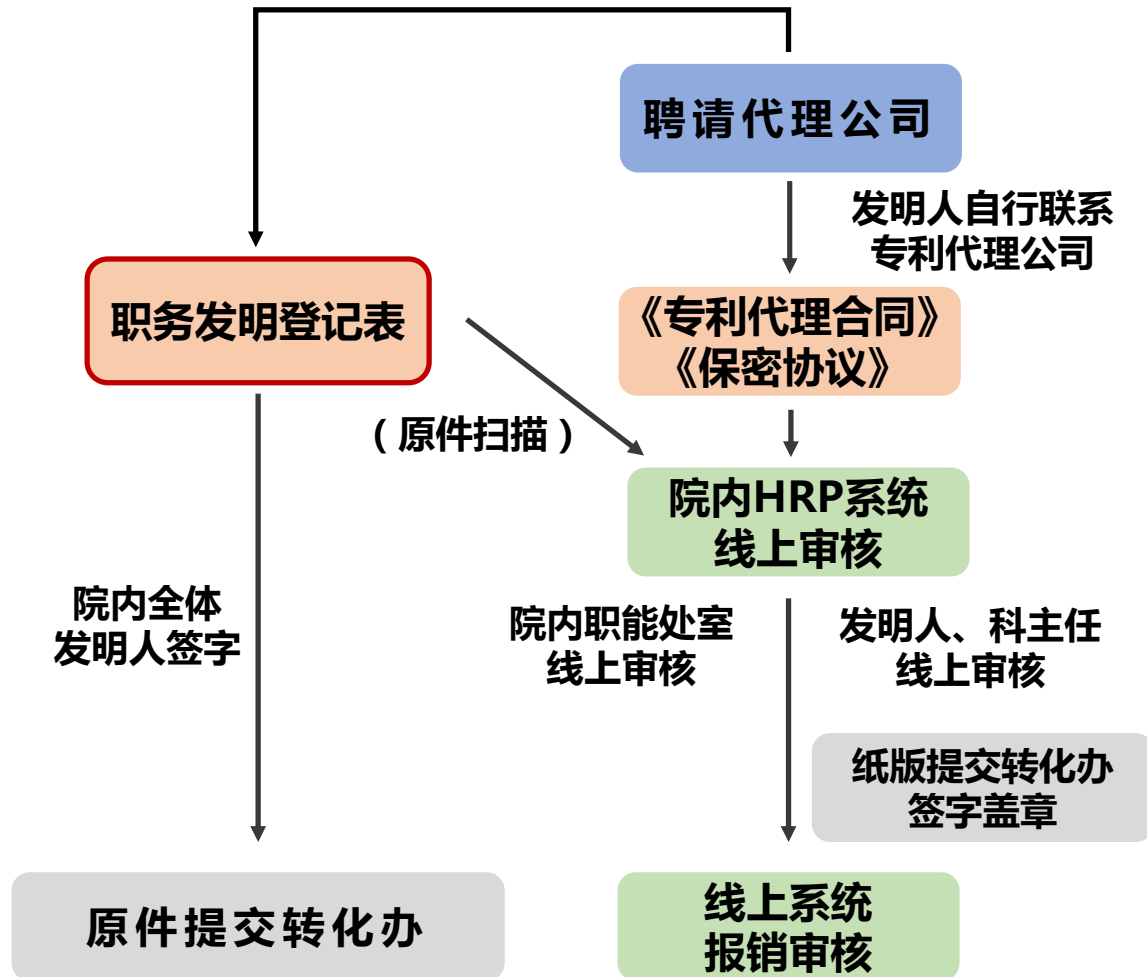 聘请代理公司
发明人自行联系
专利代理公司
职务发明登记表
《专利代理合同》
《保密协议》
（原件扫描）
院内HRP系统
线上审核
院内全体
发明人签字
院内职能处室
线上审核
发明人、科主任
线上审核
纸版提交转化办
签字盖章
原件提交转化办
线上系统
报销审核